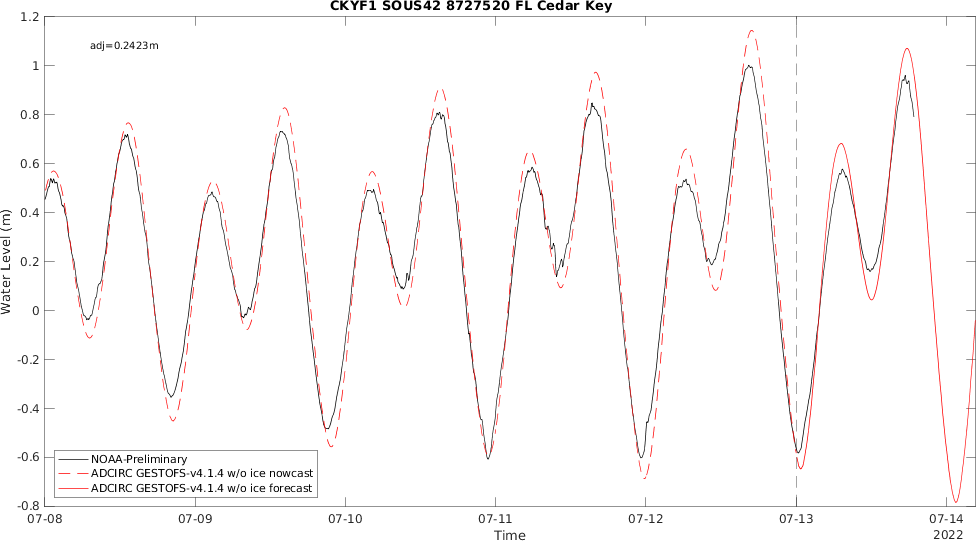 CKYF1 SOUS42 8727520 FL Cedar Key
adj=0.2423m
1.2
1
0.8
0.6
0.4
0.2
0
-0.2
-0.4
-0.6
-0.8
Water Level (m)
NOAA-Preliminary
ADCIRC GESTOFS-v4.1.4 w/o ice nowcast
ADCIRC GESTOFS-v4.1.4 w/o ice forecast
07-08 07-09 07-10 07-11 07-12 07-13 07-14
Time
2022